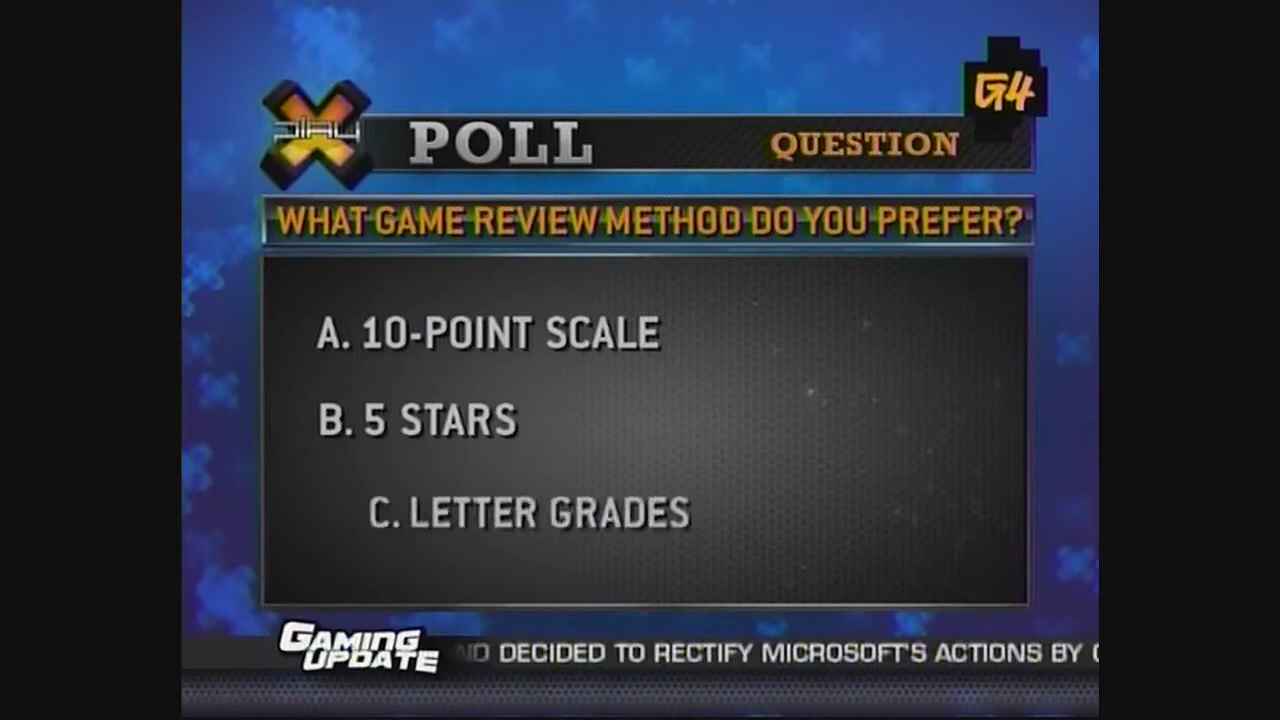 G4
PLAY
POLL
QUESTION
WHAT GAME REVIEW METHOD DO YOU PREFER?
A. 10-POINT SCALE
B. 5 STARS
C. LETTER GRADES
GAMING
UPDATE
DECIDED TO RECTIFY MICROSOFT'S ACTIONS BY